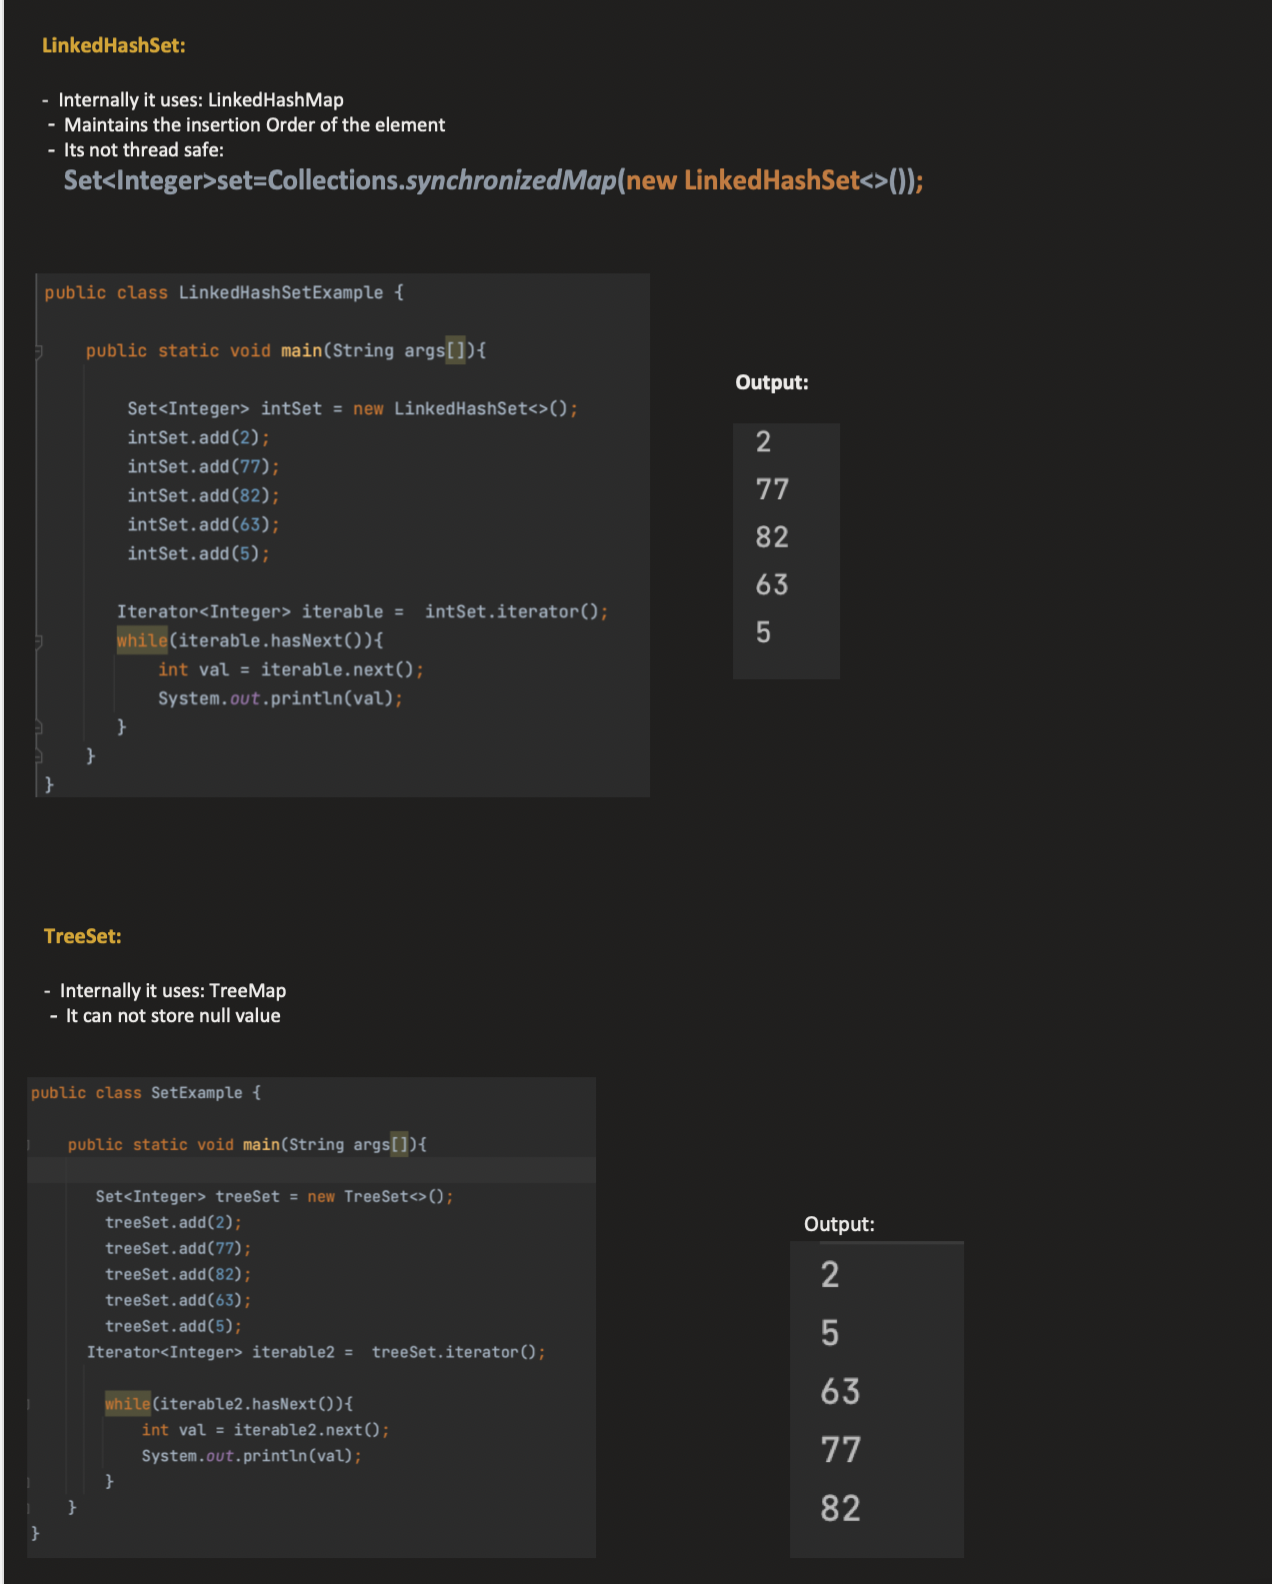 LinkedHashSet:
- Internally it uses: LinkedHashMap
- Maintains the insertion Order of the element
- Its not thread safe:
Set<Integer>set=Collections.synchronizedMap(new LinkedHashSet<>());
public class LinkedHashSetExample {
public static void main(String args[]){
Set<Integer> intSet = new LinkedHashSet<>();
intSet.add(2);
intSet.add(77);
intSet.add(82);
intSet.add(63);
intSet.add(5);
Iterator<Integer> iterable =  intSet.iterator();
while(iterable.hasNext()){
int val = iterable.next();
System.out.println(val);
}
}
}
Output:
2
77
82
63
5
TreeSet:
- Internally it uses: TreeMap
- It can not store null value
public class SetExample {
public static void main(String args[]){
Set<Integer> treeSet = new TreeSet<>();
treeSet.add(2);
treeSet.add(77);
treeSet.add(82);
treeSet.add(63);
treeSet.add(5);
Iterator<Integer> iterable2 =  treeSet.iterator();
while(iterable2.hasNext()){
int val = iterable2.next();
System.out.println(val);
}
}
}
Output:
2
5
63
77
82